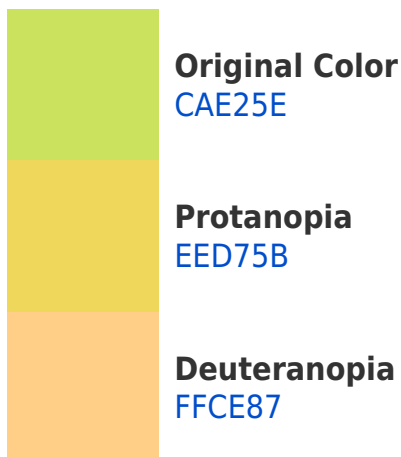 Original Color
CAE25E
Protanopia
EED75B
Deuteranopia
FFCE87